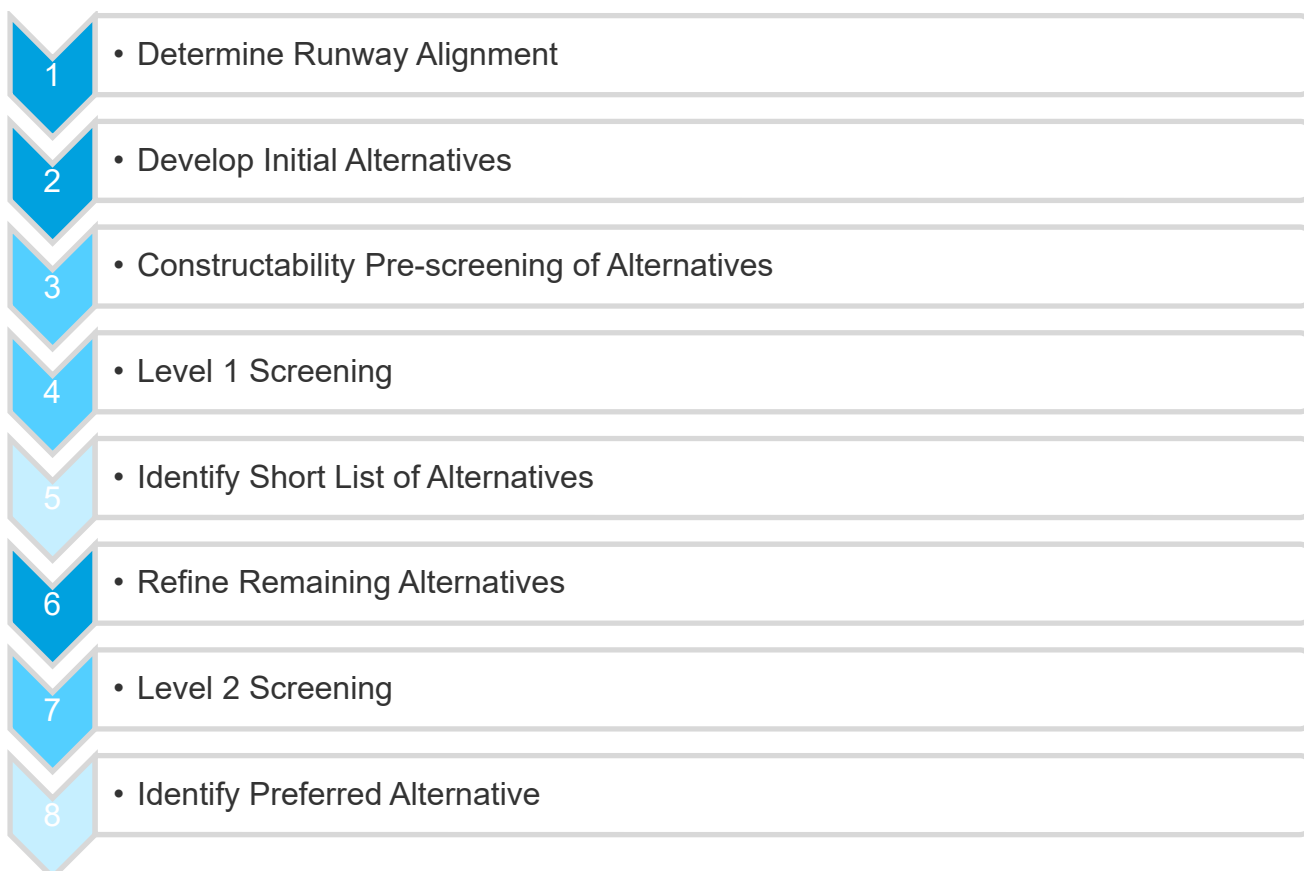 1
• Determine Runway Alignment
2
• Develop Initial Alternatives
3
• Constructability Pre-screening of Alternatives
4
• Level 1 Screening
5
• Identify Short List of Alternatives
6
• Refine Remaining Alternatives
7
• Level 2 Screening
8
• Identify Preferred Alternative